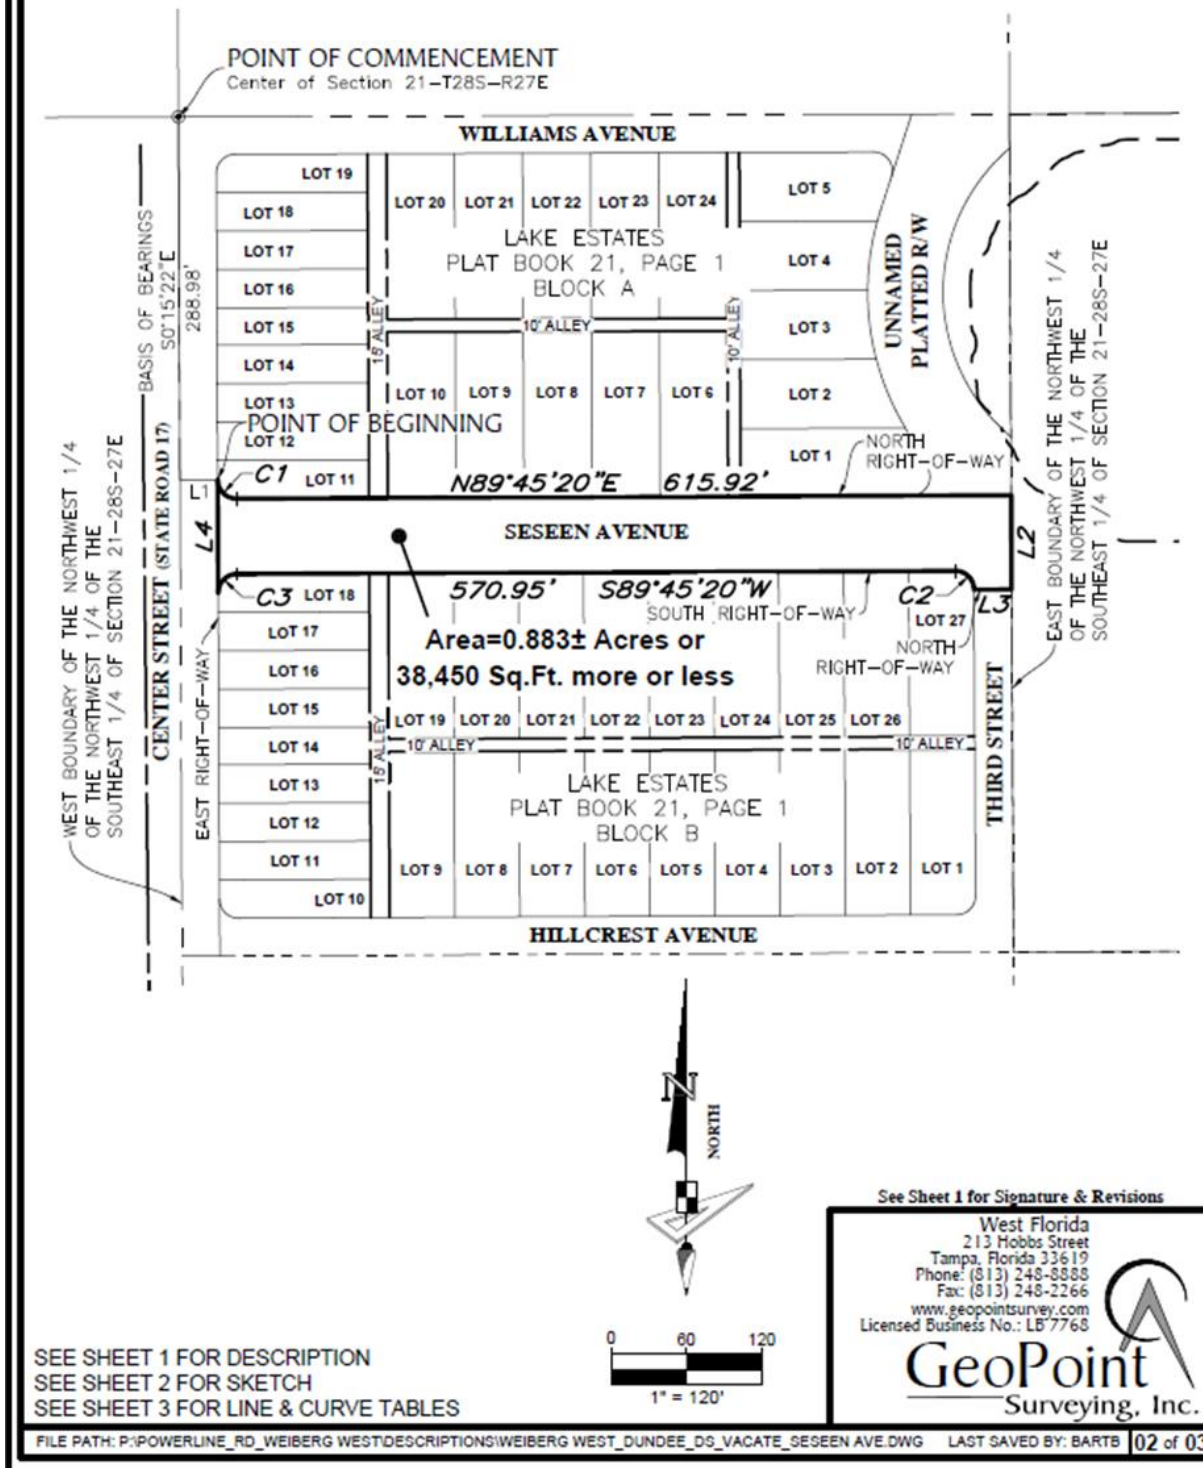 POINT OF COMMENCEMENT
Center of Section 21-T28S-R27E
WILLIAMS AVENUE
LOT 19
LOT 18
LOT 17
LOT 16
LOT 15
LOT 14
LOT 13
LOT 12
LOT 11
LOT 20
LOT 21
LOT 22
LOT 23
LOT 24
LOT 5
LOT 4
LOT 3
LOT 2
LOT 1
LAKE ESTATES
PLAT BOOK 21, PAGE 1
BLOCK A
10' ALLEY
15' ALLEY
10' ALLEY
LOT 10
LOT 9
LOT 8
LOT 7
LOT 6
UNNAMED
PLATTED R/W
BASIS OF BEARINGS
S0°15'22"E
288.98'
POINT OF BEGINNING
NORTH
RIGHT-OF-WAY
L1
C1
N89°45'20"E 615.92'
L4
SESEEN AVENUE
L2
C3
570.95' S89°45'20"W
C2
L3
SOUTH RIGHT-OF-WAY
NORTH
RIGHT-OF-WAY
Area=0.883± Acres or
38,450 Sq.Ft. more or less
WEST BOUNDARY OF THE NORTHWEST 1/4
OF THE NORTHWEST 1/4 OF THE
SOUTHEAST 1/4 OF SECTION 21-28S-27E
CENTER STREET (STATE ROAD 17)
EAST RIGHT-OF-WAY
EAST BOUNDARY OF THE NORTHWEST 1/4
OF THE NORTHWEST 1/4 OF THE
SOUTHEAST 1/4 OF SECTION 21-28S-27E
THIRD STREET
LOT 18
LOT 17
LOT 16
LOT 15
LOT 14
LOT 13
LOT 12
LOT 11
LOT 10
15' ALLEY
LOT 27
LOT 19
LOT 20
LOT 21
LOT 22
LOT 23
LOT 24
LOT 25
LOT 26
10' ALLEY
10' ALLEY
LAKE ESTATES
PLAT BOOK 21, PAGE 1
BLOCK B
LOT 9
LOT 8
LOT 7
LOT 6
LOT 5
LOT 4
LOT 3
LOT 2
LOT 1
HILLCREST AVENUE
N
NORTH
See Sheet 1 for Signature & Revisions
West Florida
213 Hobbs Street
Tampa, Florida 33619
Phone: (813) 248-8888
Fax: (813) 248-2266
www.geopointsurvey.com
Licensed Business No.: LB 7768
GeoPoint
Surveying, Inc.
0 60 120
1" = 120'
SEE SHEET 1 FOR DESCRIPTION
SEE SHEET 2 FOR SKETCH
SEE SHEET 3 FOR LINE & CURVE TABLES
FILE PATH: P:\POWERLINE_RD_WEIBERG WEST\DESCRIPTIONS\WEIBERG WEST_DUNDEE_DS_VACATE_SESEEN AVE.DWG LAST SAVED BY: BARTB 02 of 03